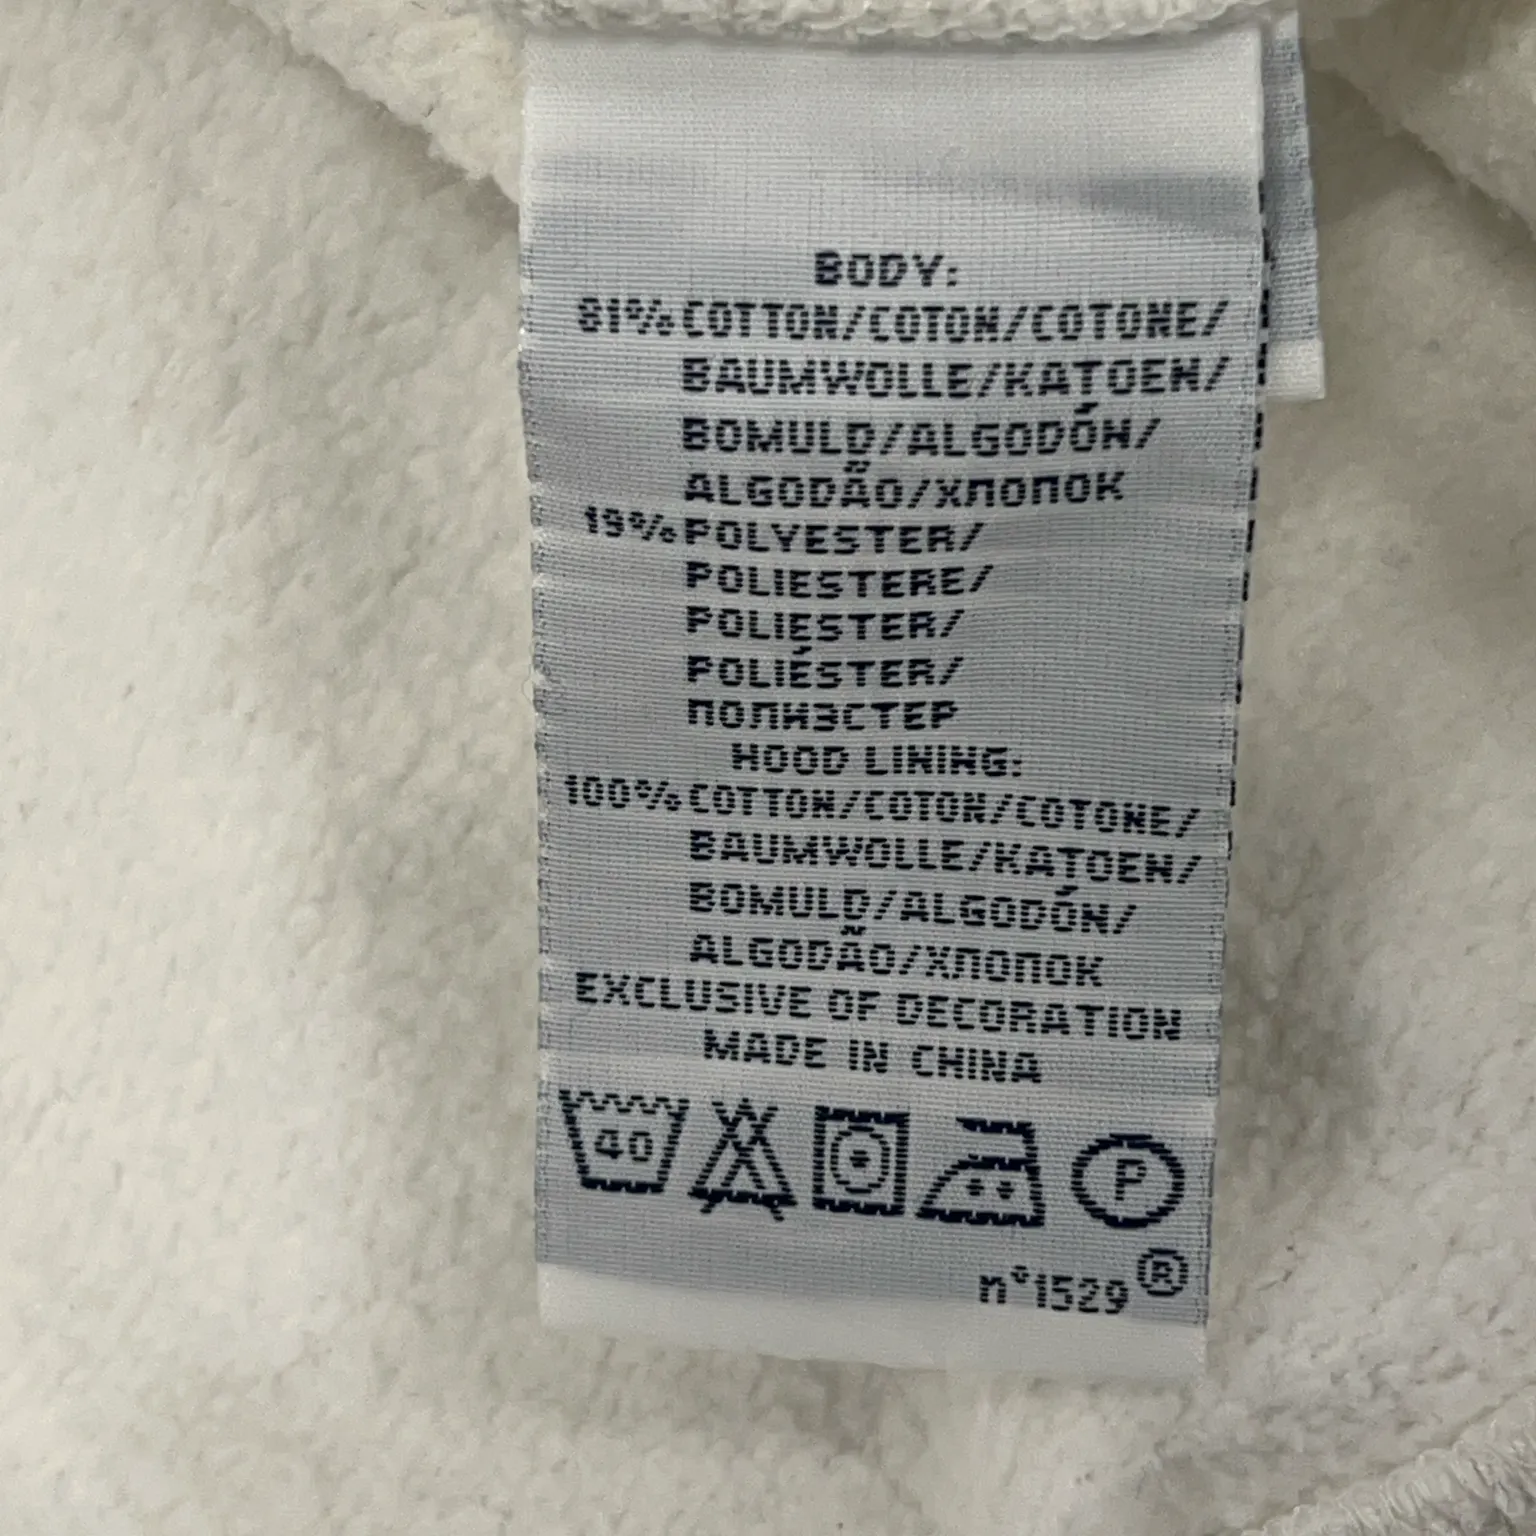 BODY:
81% COTTON/COTON/COTONE/
BAUMWOLLE/KATOEN/
BOMULD/ALGODÓN/
ALGODÃO/ХЛОПОК
19% POLYESTER/
POLIESTERE/
POLIESTER/
POLIÉSTER/
ПОЛИЭСТЕР
HOOD LINING:
100% COTTON/COTON/COTONE/
BAUMWOLLE/KATOEN/
BOMULD/ALGODÓN/
ALGODÃO/ХЛОПОК
EXCLUSIVE OF DECORATION
MADE IN CHINA
40 P
n°1529®